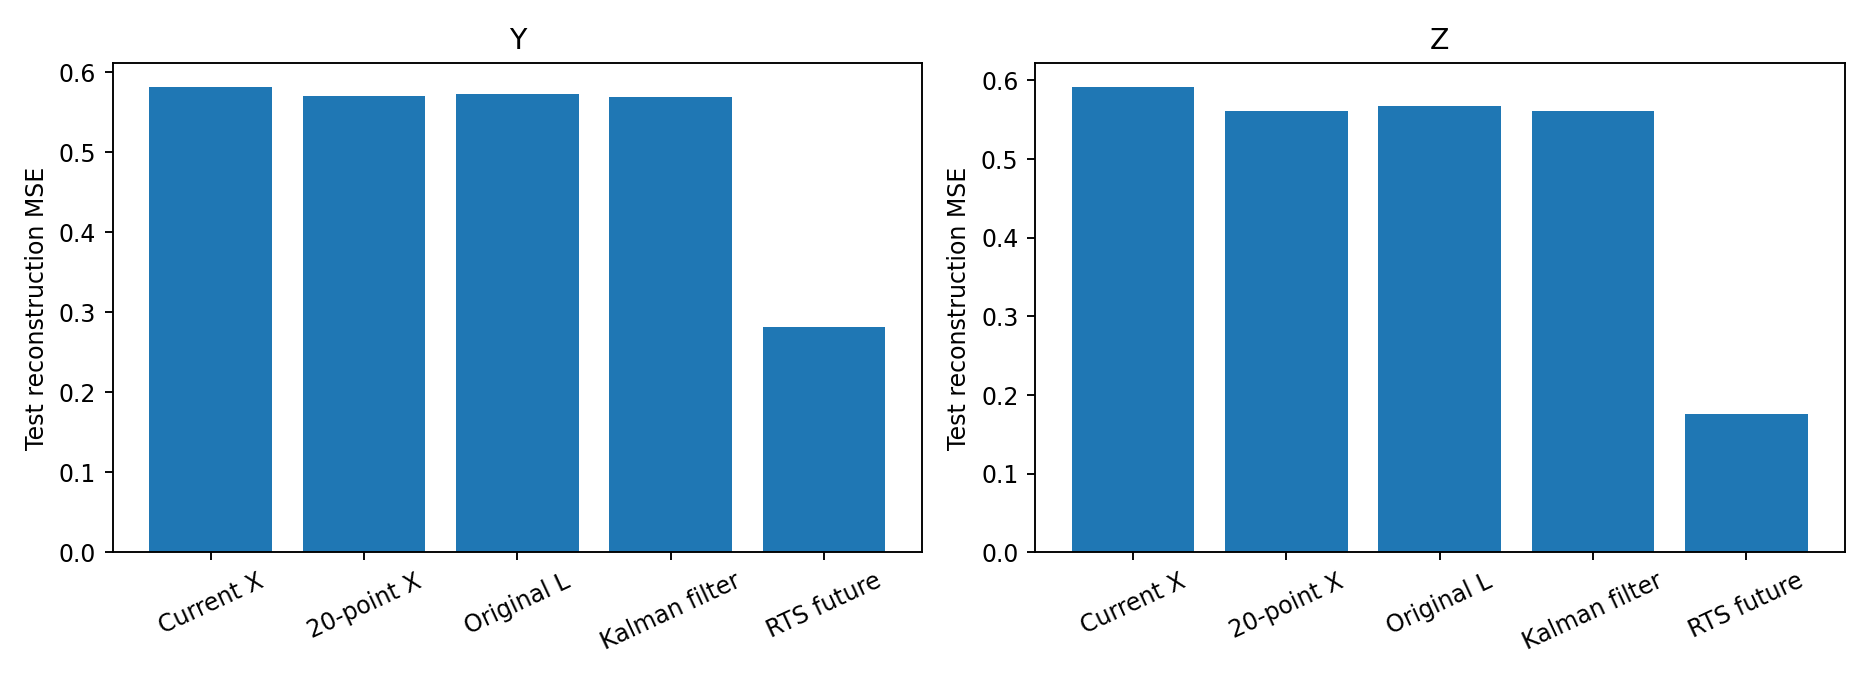 Y
Test reconstruction MSE
0.6
0.5
0.4
0.3
0.2
0.1
0.0
Current X
20-point X
Original L
Kalman filter
RTS future
Z
Test reconstruction MSE
0.6
0.5
0.4
0.3
0.2
0.1
0.0
Current X
20-point X
Original L
Kalman filter
RTS future